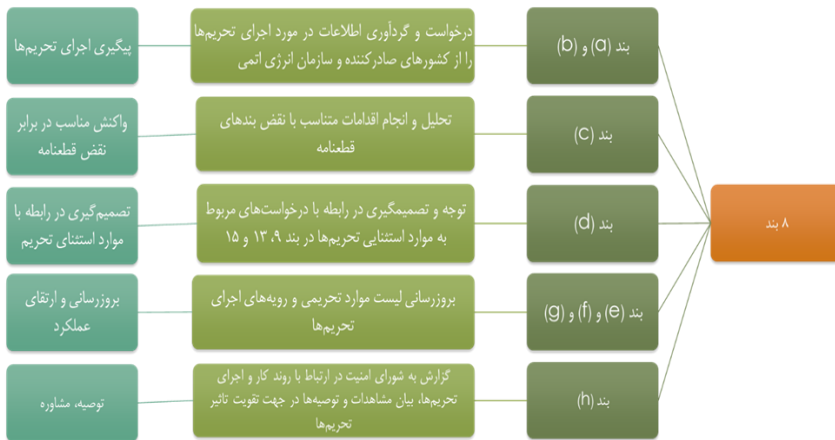 ۸ بند
بند (a) و (b)
درخواست و گردآوری اطلاعات در مورد اجرای تحریم‌ها
را از کشورهای صادرکننده و سازمان انرژی اتمی
پیگیری اجرای تحریم‌ها
بند (c)
تحلیل و انجام اقدامات متناسب با نقض بندهای
قطعنامه
واکنش مناسب در برابر
نقض قطعنامه
بند (d)
توجه و تصمیمگیری در رابطه با درخواست‌های مربوط
به موارد استثنایی تحریم‌ها در بند ۹، ۱۳ و ۱۵
تصمیم‌گیری در رابطه با
موارد استثنای تحریم
بند (e) و (f) و (g)
بروزرسانی لیست موارد تحریمی و رویه‌های اجرای
تحریم‌ها
بروزرسانی و ارتقای
عملکرد
بند (h)
گزارش به شورای امنیت در ارتباط با روند کار و اجرای
تحریم‌ها، بیان مشاهدات و توصیه‌ها در جهت تقویت تاثیر
تحریم‌ها
توصیه، مشاوره